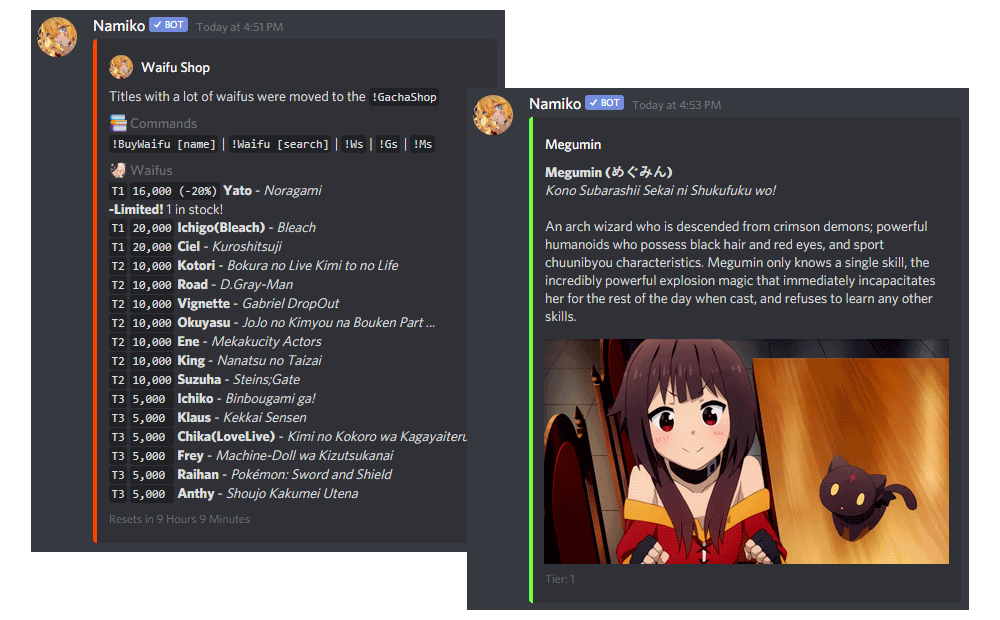 Namiko ✓ BOT Today at 4:51 PM
Waifu Shop
Titles with a lot of waifus were moved to the !GachaShop
Commands
!BuyWaifu [name] | !Waifu [search] | !Ws | !Gs | !Ms
Waifus
T1 16,000 (-20%) Yato - Noragami
-Limited! 1 in stock!
T1 20,000 Ichigo(Bleach) - Bleach
T1 20,000 Ciel - Kuroshitsuji
T2 10,000 Kotori - Bokura no Live Kimi to no Life
T2 10,000 Road - D.Gray-Man
T2 10,000 Vignette - Gabriel DropOut
T2 10,000 Okuyasu - JoJo no Kimyou na Bouken Part ...
T2 10,000 Ene - Mekakucity Actors
T2 10,000 King - Nanatsu no Taizai
T2 10,000 Suzuha - Steins;Gate
T3 5,000 Ichiko - Binbougami ga!
T3 5,000 Klaus - Kekkai Sensen
T3 5,000 Chika(LoveLive) - Kimi no Kokoro wa Kagayaiteru
T3 5,000 Frey - Machine-Doll wa Kizutsukanai
T3 5,000 Raihan - Pokémon: Sword and Shield
T3 5,000 Anthy - Shoujo Kakumei Utena
Resets in 9 Hours 9 Minutes
Namiko ✓ BOT Today at 4:53 PM
Megumin
Megumin (めぐみん)
Kono Subarashii Sekai ni Shukufuku wo!
An arch wizard who is descended from crimson demons; powerful
humanoids who possess black hair and red eyes, and sport
chuunibyou characteristics. Megumin only knows a single skill, the
incredibly powerful explosion magic that immediately incapacitates
her for the rest of the day when cast, and refuses to learn any other
skills.
Tier: 1